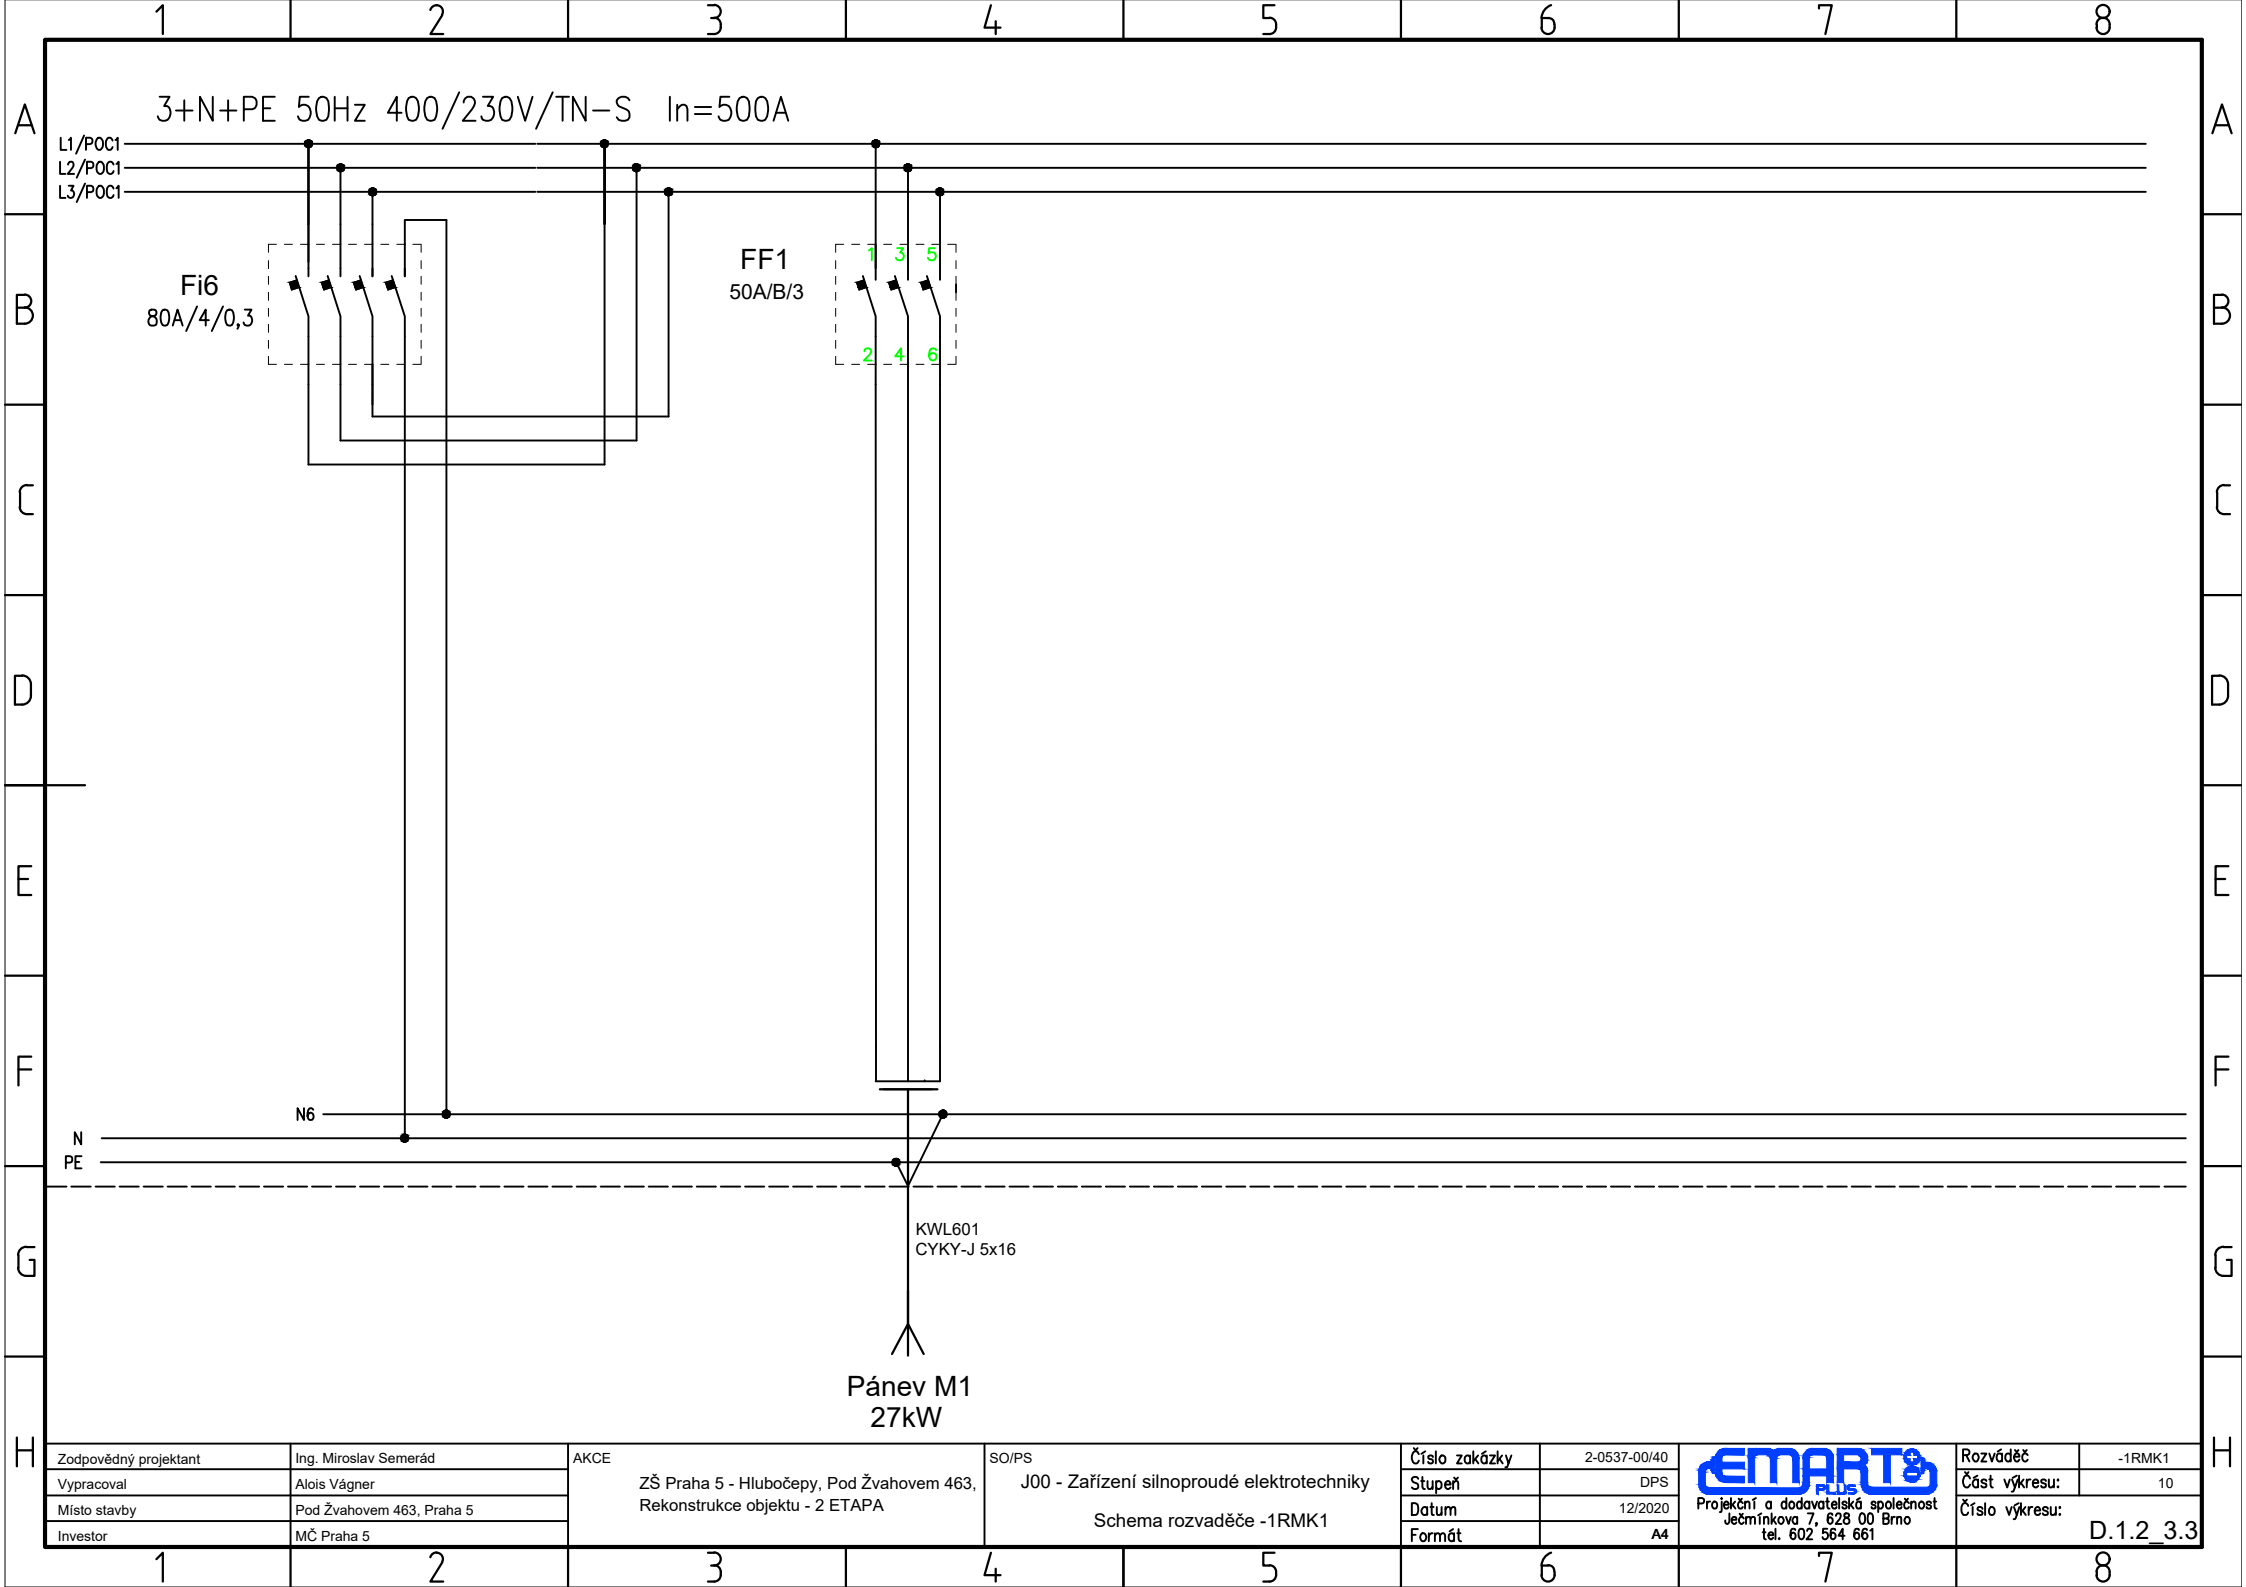 1 2 3 4 5 6 7 8
A A
3+N+PE 50Hz 400/230V/TN-S In=500A
L1/POC1
L2/POC1
L3/POC1
B B
Fi6
80A/4/0,3
FF1
50A/B/3
1 3 5
2 4 6
C C
D D
E E
F F
N6
N
PE
G G
KWL601
CYKY-J 5x16
Pánev M1
27kW
H H
Zodpovědný projektant Ing. Miroslav Semerád
Vypracoval Alois Vágner
Místo stavby Pod Žvahovem 463, Praha 5
Investor MČ Praha 5
AKCE
ZŠ Praha 5 - Hlubočepy, Pod Žvahovem 463,
Rekonstrukce objektu - 2 ETAPA
SO/PS
J00 - Zařízení silnoproudé elektrotechniky
Schema rozvaděče -1RMK1
Číslo zakázky 2-0537-00/40
Stupeň DPS
Datum 12/2020
Formát A4
EMART
PLUS
Projekční a dodavatelská společnost
Ječmínkova 7, 628 00 Brno
tel. 602 564 661
Rozváděč -1RMK1
Část výkresu: 10
Číslo výkresu:
D.1.2_3.3
1 2 3 4 5 6 7 8